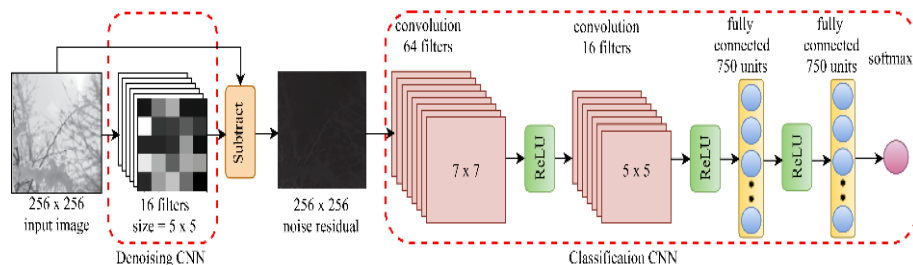 256 x 256
input image
16 filters
size = 5 x 5
Denoising CNN
Subtract
256 x 256
noise residual
convolution
64 filters
7 x 7
ReLU
convolution
16 filters
5 x 5
ReLU
fully
connected
750 units
ReLU
fully
connected
750 units
softmax
Classification CNN